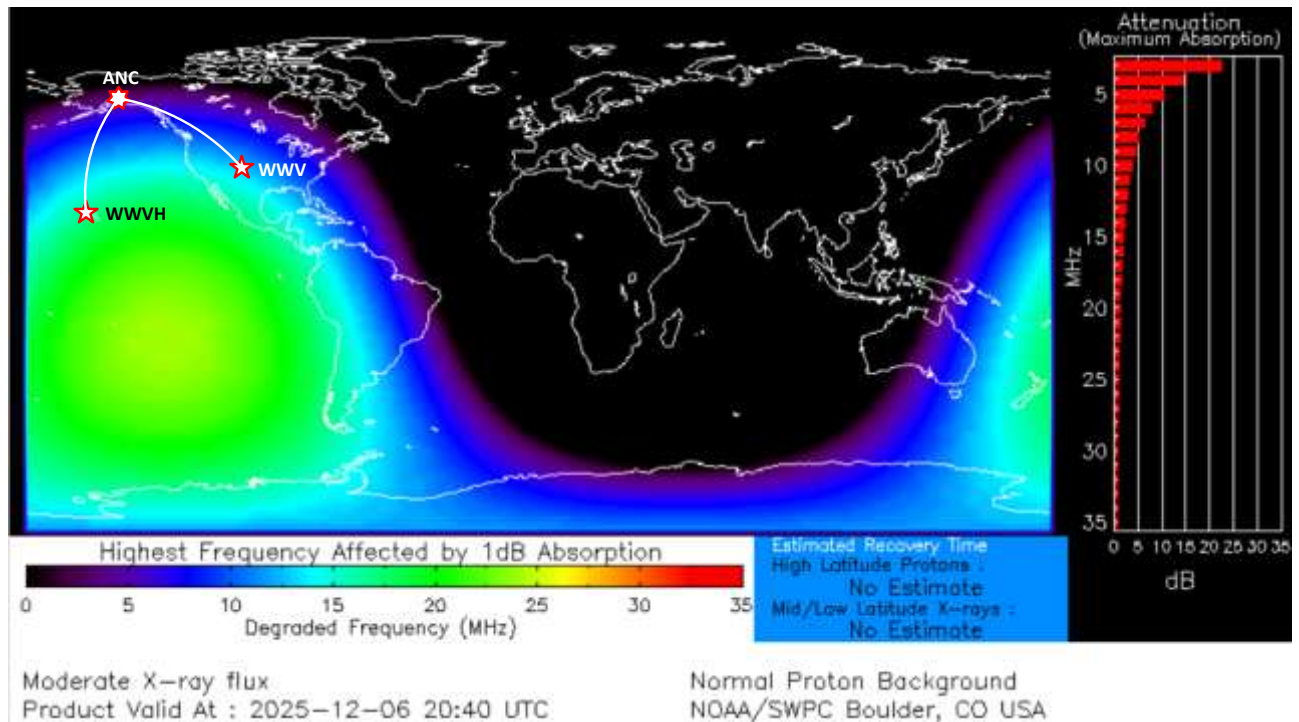 Attenuation
(Maximum Absorption)
ANC
WWV
WWVH
5
10
15
20
25
30
35
MHz
0 5 10 15 20 25 30 35
dB
Highest Frequency Affected by 1dB Absorption
0 5 10 15 20 25 30 35
Degraded Frequency (MHz)
Estimated Recovery Time
High Latitude Protons :
No Estimate
Mid/Low Latitude X-rays :
No Estimate
Moderate X-ray flux
Product Valid At : 2025-12-06 20:40 UTC
Normal Proton Background
NOAA/SWPC Boulder, CO USA